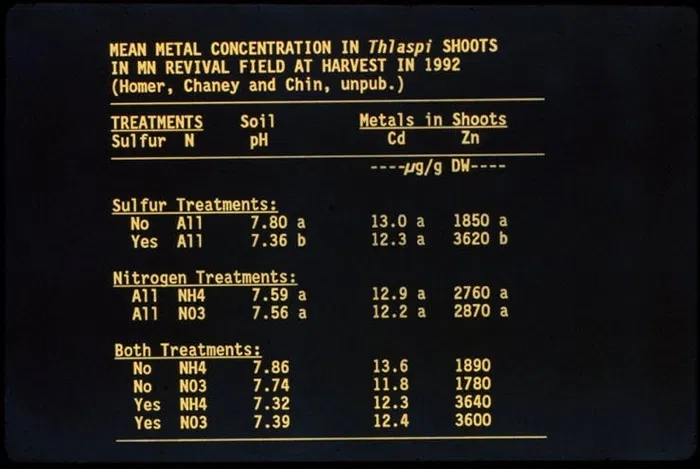 MEAN METAL CONCENTRATION IN Thlaspi SHOOTS
IN MN REVIVAL FIELD AT HARVEST IN 1992
(Homer, Chaney and Chin, unpub.)
TREATMENTS Soil Metals in Shoots
Sulfur N pH Cd Zn
----µg/g DW----
Sulfur Treatments:
No All 7.80 a 13.0 a 1850 a
Yes All 7.36 b 12.3 a 3620 b
Nitrogen Treatments:
All NH4 7.59 a 12.9 a 2760 a
All NO3 7.56 a 12.2 a 2870 a
Both Treatments:
No NH4 7.86 13.6 1890
No NO3 7.74 11.8 1780
Yes NH4 7.32 12.3 3640
Yes NO3 7.39 12.4 3600